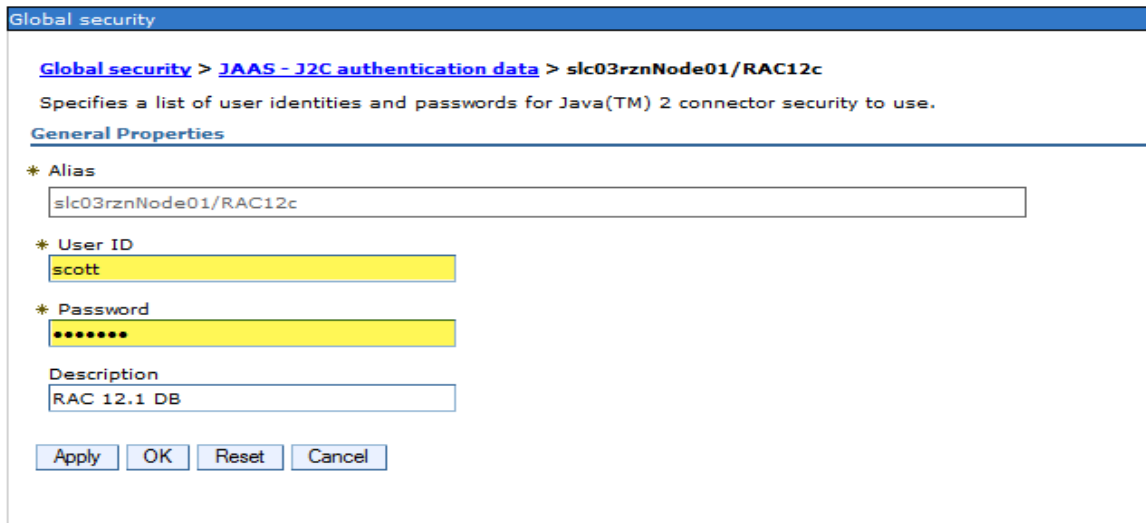 Global security
Global security > JAAS - J2C authentication data > slc03rznNode01/RAC12c
Specifies a list of user identities and passwords for Java(TM) 2 connector security to use.
General Properties
* Alias
slc03rznNode01/RAC12c
* User ID
scott
* Password
•••••••
Description
RAC 12.1 DB
Apply OK Reset Cancel